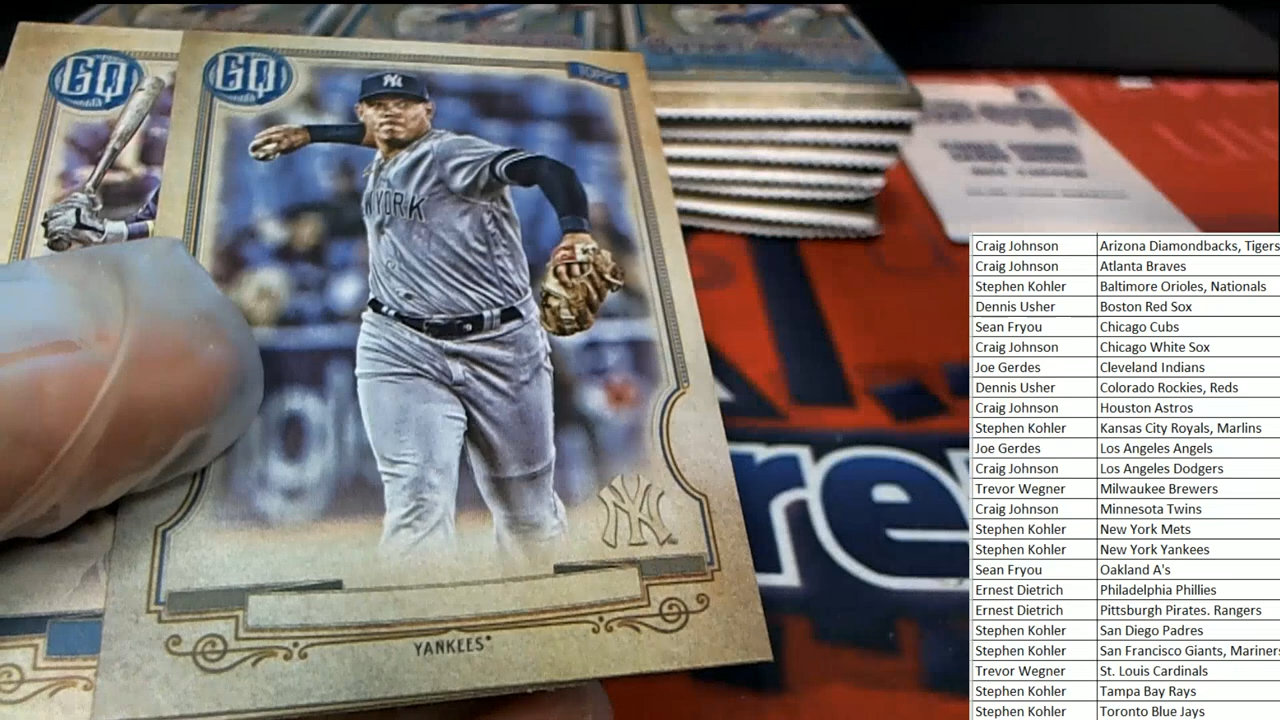 GQ
GQ
TOPPS
NY
YORK
NY
YANKEES
re
Craig Johnson Arizona Diamondbacks, Tigers
Craig Johnson Atlanta Braves
Stephen Kohler Baltimore Orioles, Nationals
Dennis Usher Boston Red Sox
Sean Fryou Chicago Cubs
Craig Johnson Chicago White Sox
Joe Gerdes Cleveland Indians
Dennis Usher Colorado Rockies, Reds
Craig Johnson Houston Astros
Stephen Kohler Kansas City Royals, Marlins
Joe Gerdes Los Angeles Angels
Craig Johnson Los Angeles Dodgers
Trevor Wegner Milwaukee Brewers
Craig Johnson Minnesota Twins
Stephen Kohler New York Mets
Stephen Kohler New York Yankees
Sean Fryou Oakland A's
Ernest Dietrich Philadelphia Phillies
Ernest Dietrich Pittsburgh Pirates. Rangers
Stephen Kohler San Diego Padres
Stephen Kohler San Francisco Giants, Mariners
Trevor Wegner St. Louis Cardinals
Stephen Kohler Tampa Bay Rays
Stephen Kohler Toronto Blue Jays